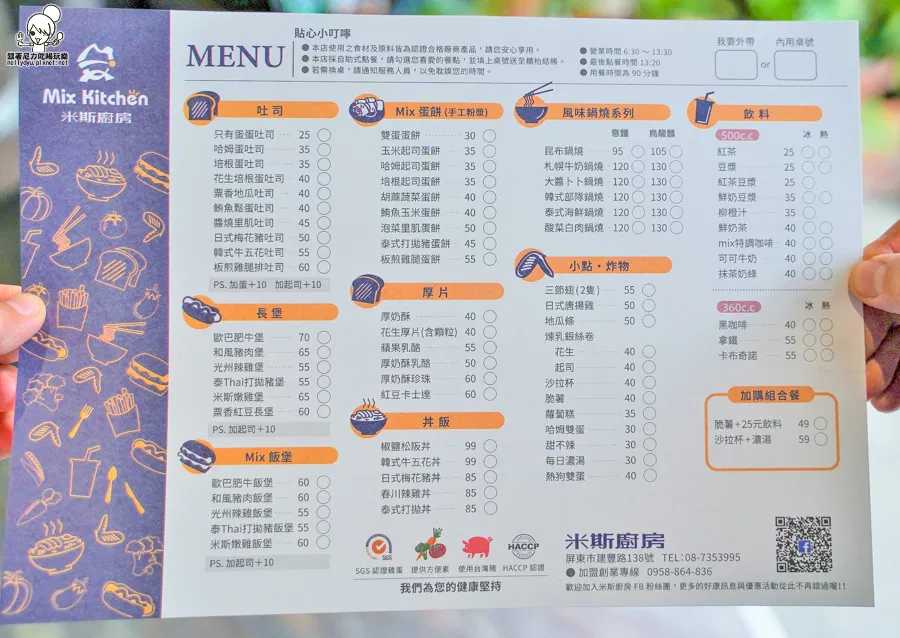 跟著尼力吃喝玩樂
nellydyu.pixnet.net
Mix Kitchen
米斯廚房
MENU
貼心小叮嚀
●本店使用之食材及原料皆為認證合格廠商產品，請您安心享用。
●本店採自助式點餐，請勾選您喜愛的餐點，並填上桌號送至櫃枱結帳。
●若需換桌，請通知服務人員，以免耽誤您的時間。
●營業時間 6:30 ～ 13:30
●最後點餐時間 13:20
●用餐時間為 90 分鐘
我要外帶 or 內用桌號
吐司
只有蛋蛋吐司 25
哈姆蛋吐司 35
培根蛋吐司 35
花生培根蛋吐司 40
粟香地瓜吐司 40
鮪魚鬆蛋吐司 40
醬燒里肌吐司 45
日式梅花豬吐司 50
韓式牛五花吐司 55
板煎雞腿排吐司 60
PS. 加蛋+10 加起司+10
長堡
歐巴肥牛堡 70
和風豬肉堡 65
光州辣雞堡 55
泰Thai打拋豬堡 55
米斯嫩雞堡 65
粟香紅豆長堡 60
PS. 加起司+10
Mix 飯堡
歐巴肥牛飯堡 60
和風豬肉飯堡 60
光州辣雞飯堡 55
泰Thai打拋豬飯堡 55
米斯嫩雞飯堡 60
PS. 加起司+10
Mix 蛋餅 (手工粉漿)
雙蛋蛋餅 30
玉米起司蛋餅 35
哈姆起司蛋餅 35
培根起司蛋餅 35
胡蘿蔬菜蛋餅 40
鮪魚玉米蛋餅 40
泡菜里肌蛋餅 50
泰式打拋豬蛋餅 45
板煎雞腿蛋餅 55
厚片
厚奶酥 40
花生厚片(含顆粒) 40
蘋果乳酪 55
厚奶酥乳酪 50
厚奶酥珍珠 60
紅豆卡士達 60
丼飯
椒鹽松阪丼 99
韓式牛五花丼 99
日式梅花豬丼 85
春川辣雞丼 85
泰式打拋丼 85
風味鍋燒系列
意麵 烏龍麵
昆布鍋燒 95 105
札幌牛奶鍋燒 120 130
大醬卜卜鍋燒 120 130
韓式部隊鍋燒 120 130
泰式海鮮鍋燒 120 130
酸菜白肉鍋燒 120 130
小點・炸物
三節翅(2隻) 55
日式唐揚雞 50
地瓜條 50
煉乳銀絲卷
花生 40
起司 40
沙拉杯 40
脆薯 40
蘿蔔糕 35
哈姆雙蛋 30
甜不辣 30
每日濃湯 30
熱狗雙蛋 40
飲料
500c.c 冰 熱
紅茶 25
豆漿 25
紅茶豆漿 25
鮮奶豆漿 35
柳橙汁 35
鮮奶茶 40
mix特調咖啡 40
可可牛奶 40
抹茶奶綠 40
360c.c 冰 熱
黑咖啡 40
拿鐵 55
卡布奇諾 55
加購組合餐
脆薯+25元飲料 49
沙拉杯+濃湯 59
SGS
HACCP
SGS 認證雞蛋 提供方便素 使用台灣豬 HACCP 認證
我們為您的健康堅持
米斯廚房
屏東市建豐路138號 TEL：08-7353995
●加盟創業專線 0958-864-836
歡迎加入米斯廚房 FB 粉絲團，更多的好康訊息與優惠活動從此不再錯過喔!!